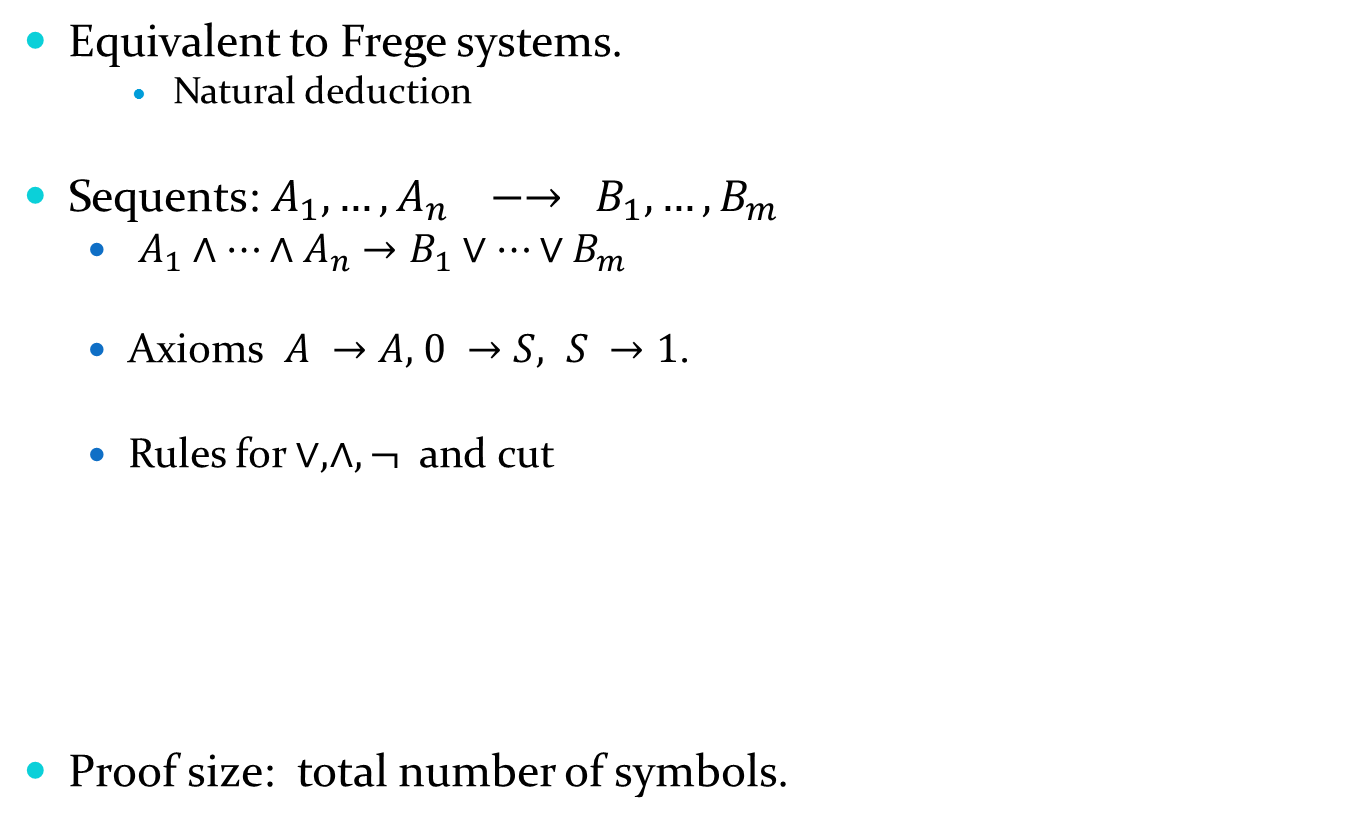 • Equivalent to Frege systems.
• Natural deduction
• Sequents: A₁, … , Aₙ −→ B₁, … , Bₘ
• A₁ ∧ ⋯ ∧ Aₙ → B₁ ∨ ⋯ ∨ Bₘ
• Axioms A → A, 0 → S, S → 1.
• Rules for ∨,∧, ¬ and cut
• Proof size: total number of symbols.